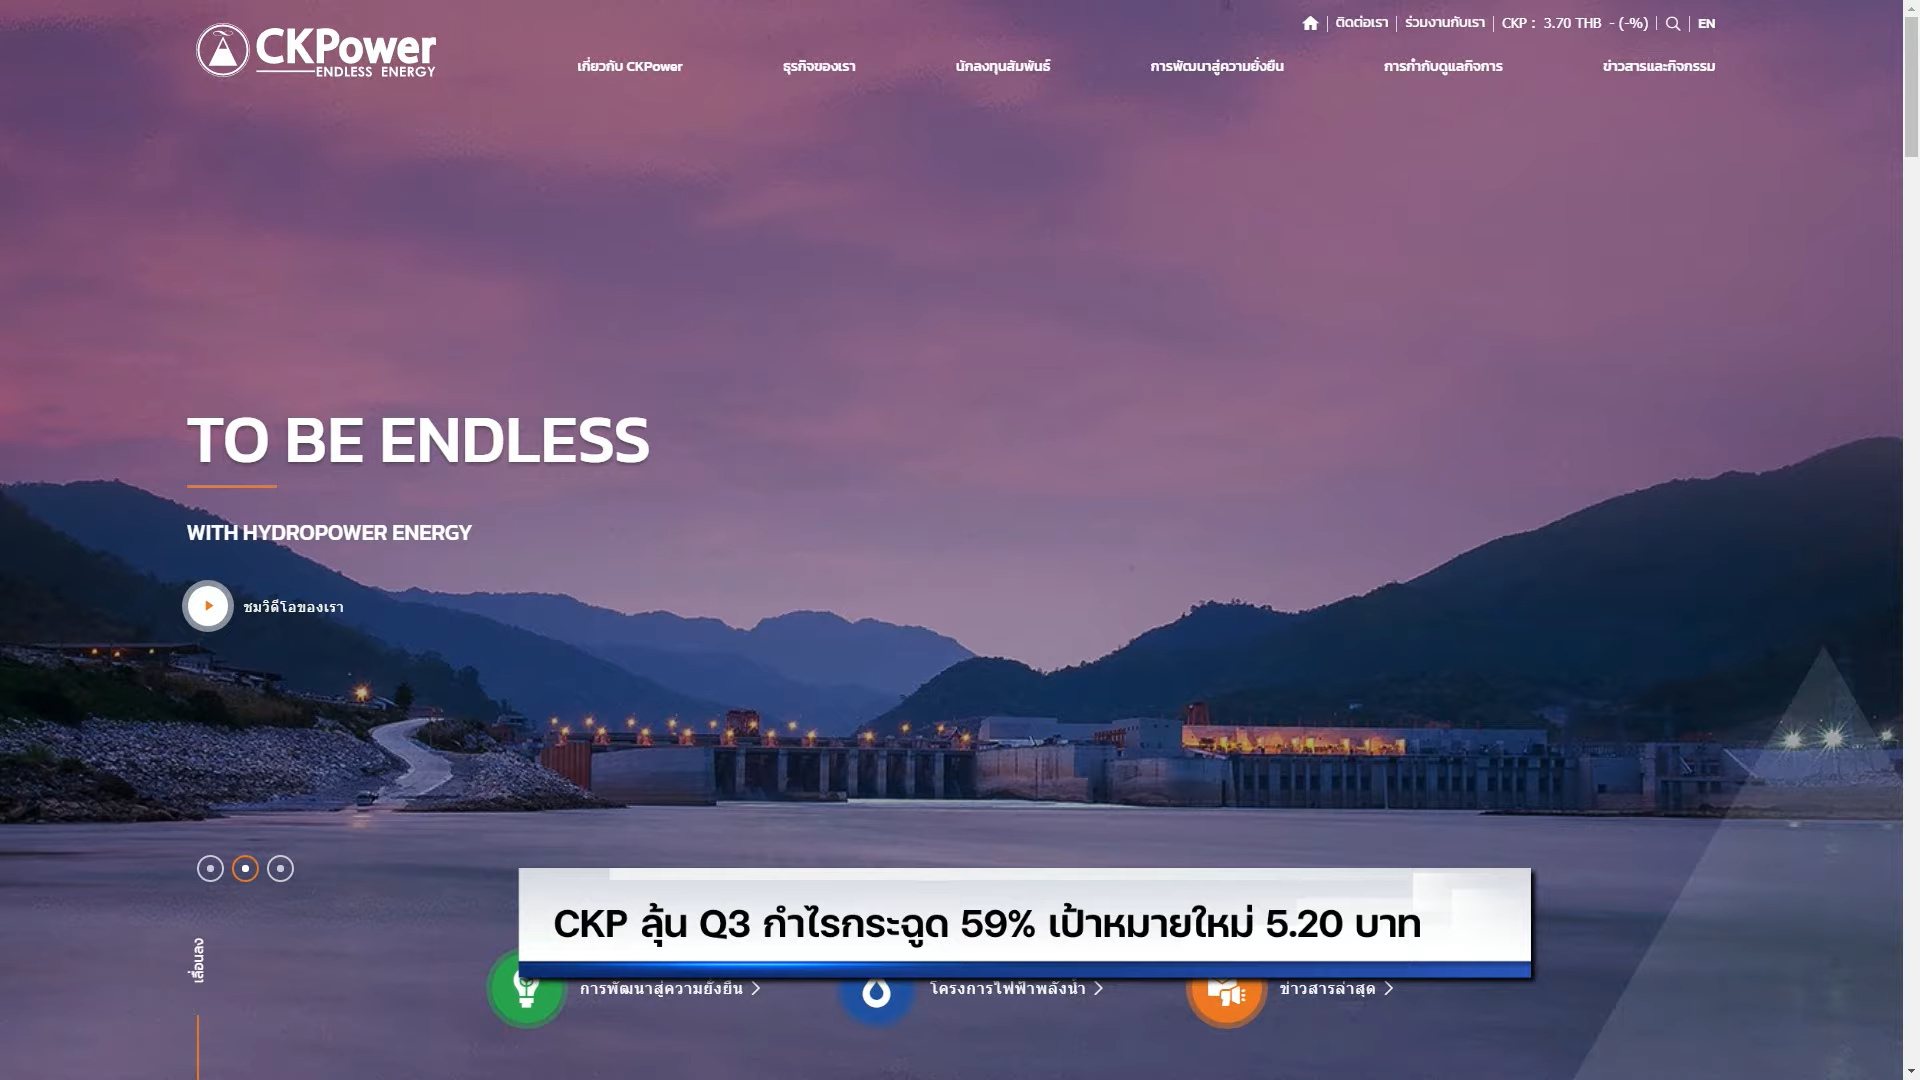 CKPower
ENDLESS ENERGY
ติดต่อเรา
ร่วมงานกับเรา
CKP : 3.70 THB - (-%)
EN
เกี่ยวกับ CKPower
ธุรกิจของเรา
นักลงทุนสัมพันธ์
การพัฒนาสู่ความยั่งยืน
การกำกับดูแลกิจการ
ข่าวสารและกิจกรรม
TO BE ENDLESS
WITH HYDROPOWER ENERGY
ชมวิดีโอของเรา
CKP ลุ้น Q3 กำไรกระฉูด 59% เป้าหมายใหม่ 5.20 บาท
เลื่อนลง
การพัฒนาสู่ความยั่งยืน
โครงการไฟฟ้าพลังน้ำ
ข่าวสารล่าสุด